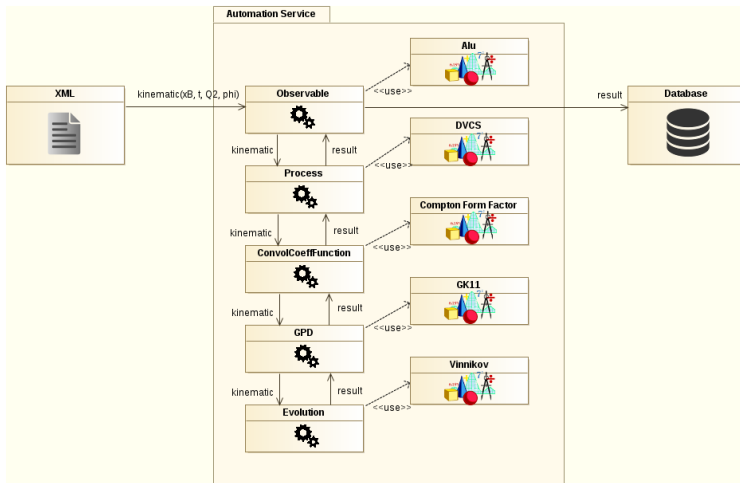 Automation Service
Alu
<<use>>
XML
kinematic(xB, t, Q2, phi)
Observable
result
Database
kinematic
result
DVCS
<<use>>
Process
kinematic
result
Compton Form Factor
<<use>>
ConvolCoeffFunction
kinematic
result
GK11
<<use>>
GPD
kinematic
result
Vinnikov
<<use>>
Evolution